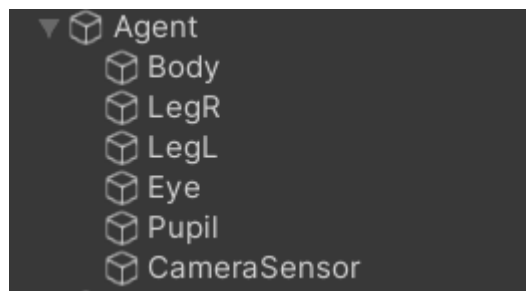 Agent
Body
LegR
LegL
Eye
Pupil
CameraSensor